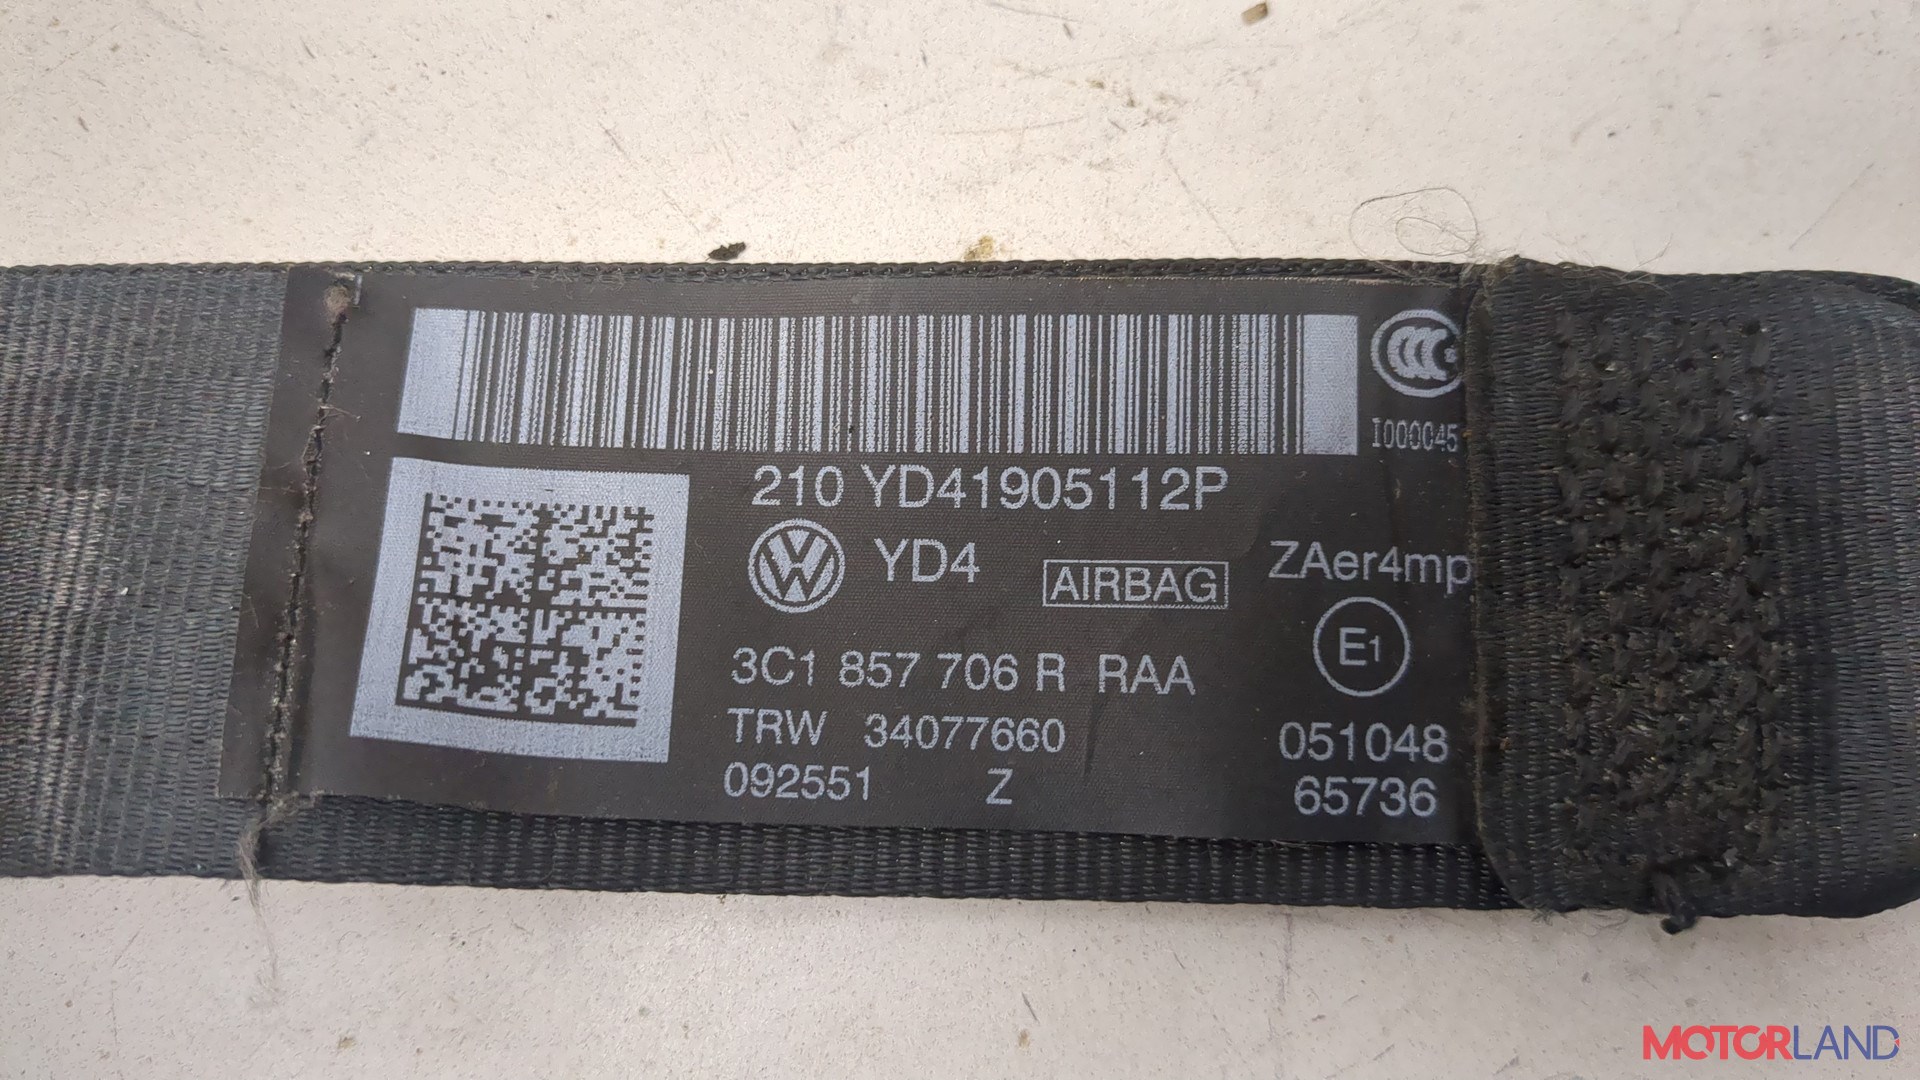 I000045
210 YD41905112P
YD4 AIRBAG ZAer4mp
E1
3C1 857 706 R RAA
TRW 34077660 051048
092551 Z 65736
MOTORLAND